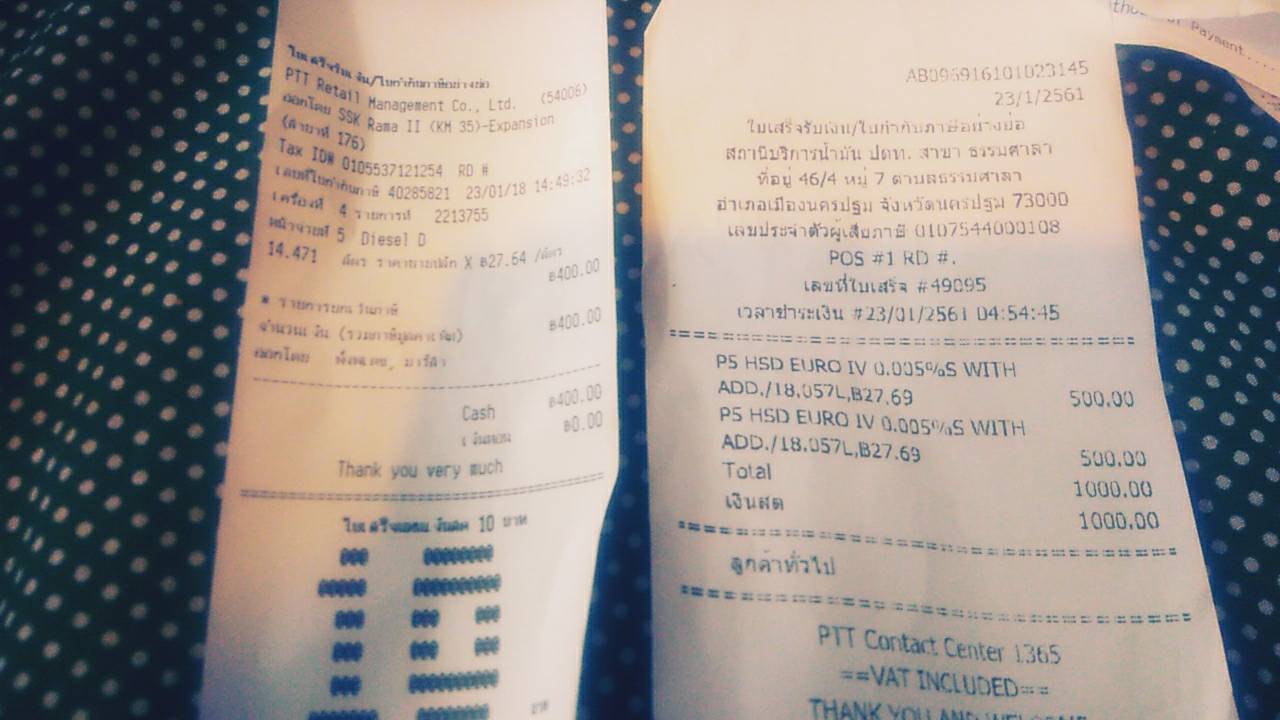 ใบเสร็จรับเงิน/ใบกำกับภาษีอย่างย่อ
PTT Retail Management Co., Ltd. (54006)
ออกโดย SSK Rama II (KM 35)-Expansion
(สาขาที่ 176)
Tax ID# 0105537121254 RD #
เลขที่ใบกำกับภาษี 40285821 23/01/18 14:49:32
เครื่องที่ 4 รายการที่ 2213755
หน้าจ่ายที่ 5 Diesel D
14.471 ลิตร ราคาขายปลีก X ฿27.64 /ลิตร
฿400.00
* รายการยกเว้นภาษี
จำนวนเงิน (รวมภาษีมูลค่าเพิ่ม) ฿400.00
ออกโดย
Cash ฿400.00
เงินทอน ฿0.00
Thank you very much
ใบเสร็จแทนเงินสด 10 บาท
บาท
Payment....
AB096916101023145
23/1/2561
ใบเสร็จรับเงิน/ใบกำกับภาษีอย่างย่อ
สถานีบริการน้ำมัน ปตท. สาขา ธรรมศาลา
ที่อยู่ 46/4 หมู่ 7 ตำบลธรรมศาลา
อำเภอเมืองนครปฐม จังหวัดนครปฐม 73000
เลขประจำตัวผู้เสียภาษี 0107544000108
POS #1 RD #.
เลขที่ใบเสร็จ #49095
เวลาชำระเงิน #23/01/2561 04:54:45
P5 HSD EURO IV 0.005%S WITH
ADD./18.057L,B27.69 500.00
P5 HSD EURO IV 0.005%S WITH
ADD./18.057L,B27.69 500.00
Total 1000.00
เงินสด 1000.00
ลูกค้าทั่วไป
PTT Contact Center 1365
==VAT INCLUDED==
THANK YOU AND WELCOME